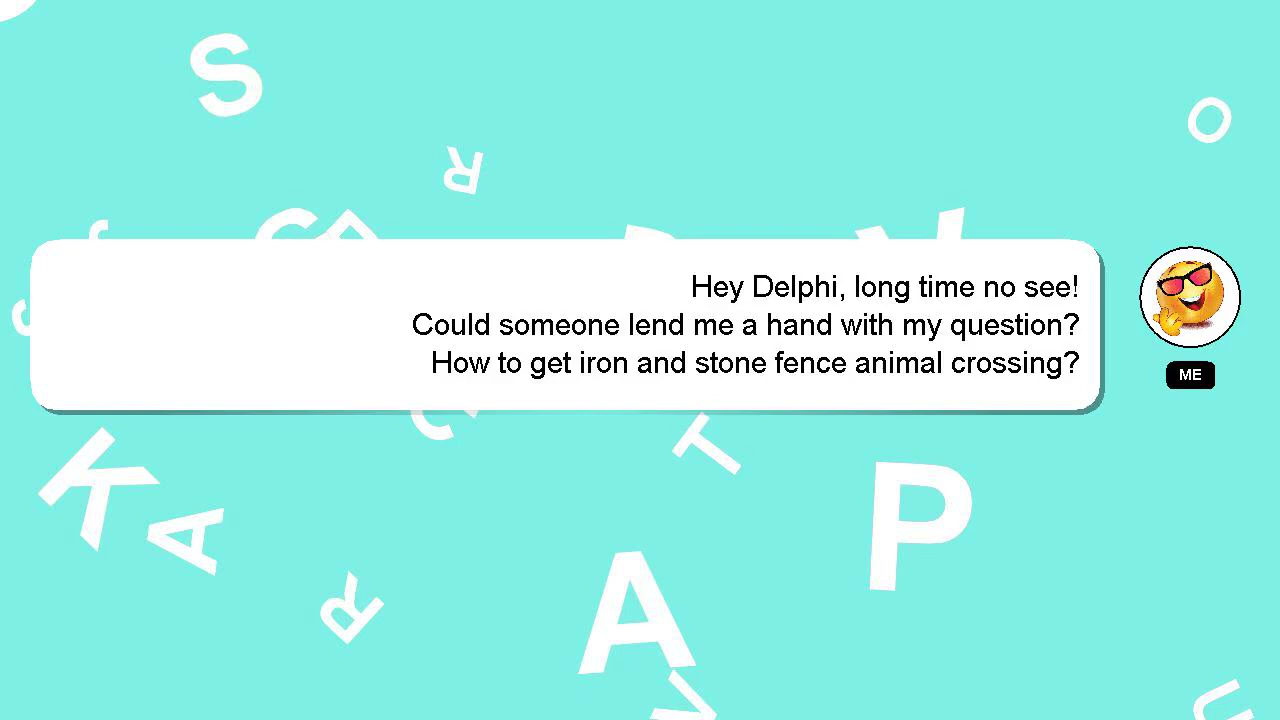 Hey Delphi, long time no see!
Could someone lend me a hand with my question?
How to get iron and stone fence animal crossing?
ME
S
R
O
K
A
R
T
P
A